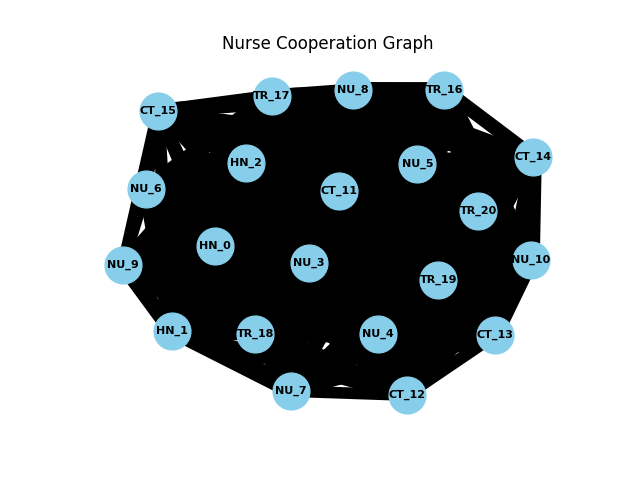 Nurse Cooperation Graph
NU_8
TR_16
TR_17
CT_15
CT_14
HN_2
NU_5
NU_6
CT_11
TR_20
HN_0
NU_10
NU_3
NU_9
TR_19
HN_1
TR_18
NU_4
CT_13
NU_7
CT_12